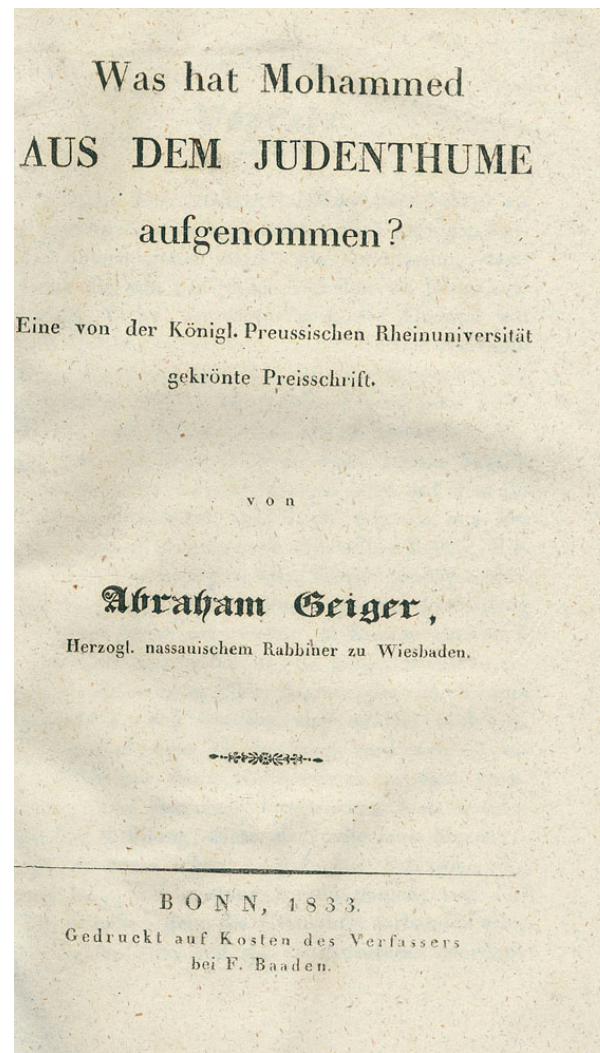 Was hat Mohammed
AUS DEM JUDENTHUME
aufgenommen?
Eine von der Königl. Preussischen Rheinuniversität
gekrönte Preisschrift.
von
Abraham Geiger,
Herzogl. nassauischem Rabbiner zu Wiesbaden.
BONN, 1833.
Gedruckt auf Kosten des Verfassers
bei F. Baaden.